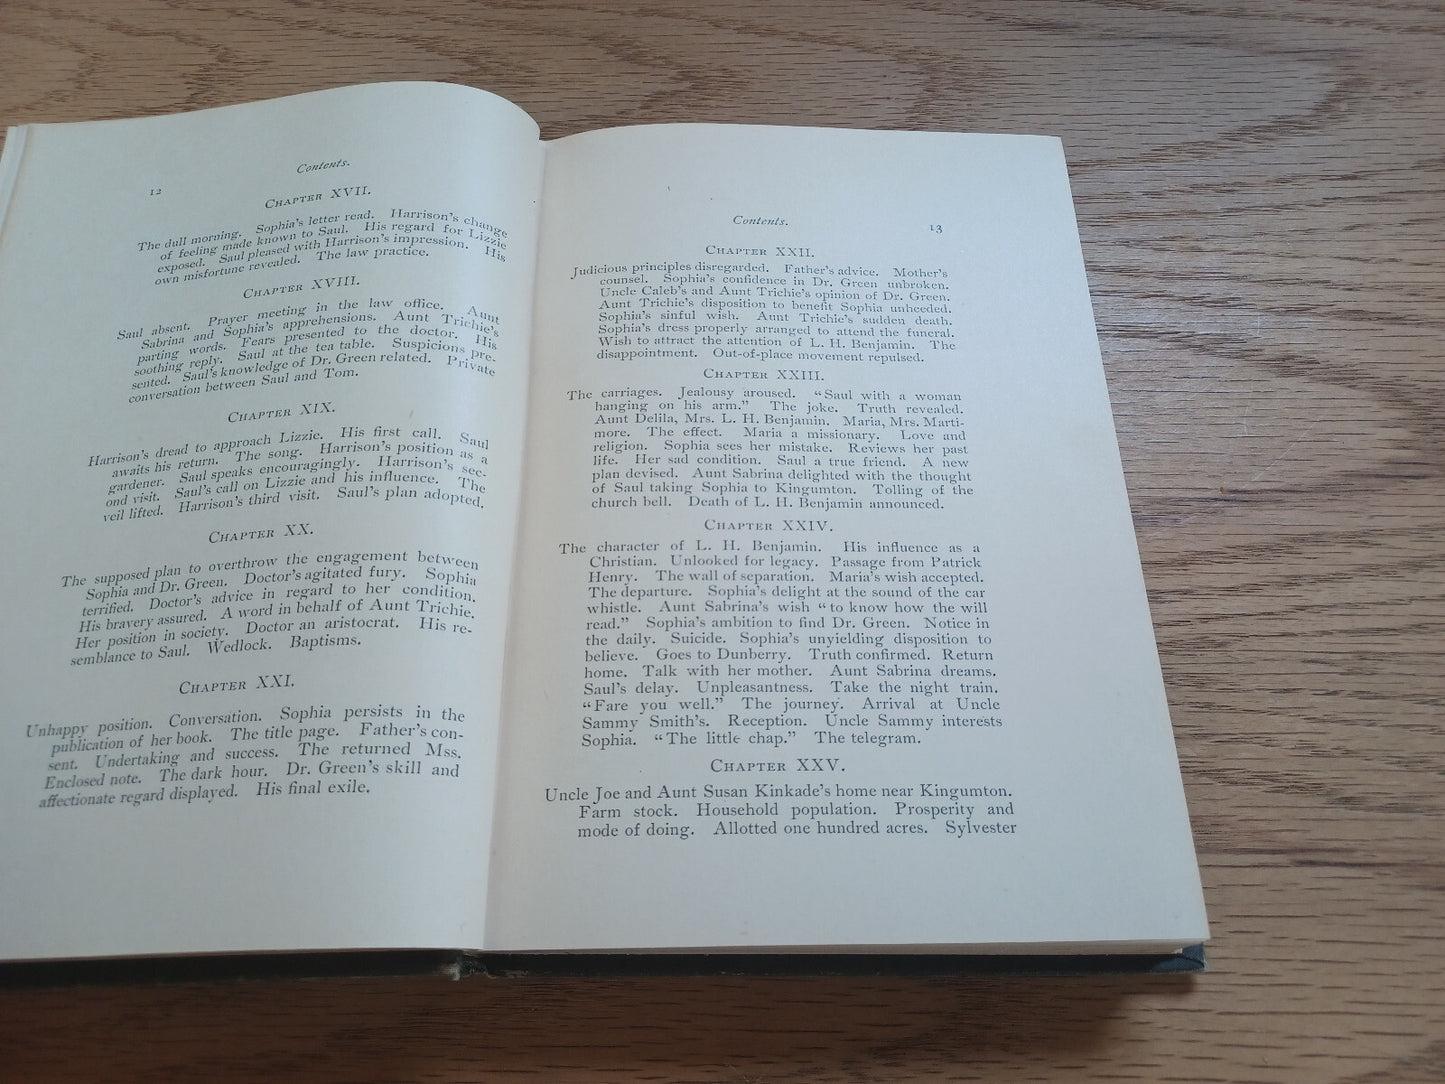 12
Contents.
CHAPTER XVII.
The dull morning. Sophia's letter read. Harrison's change
of feeling made known to Saul. His regard for Lizzie
exposed. Saul pleased with Harrison's impression. His
own misfortune revealed. The law practice.
CHAPTER XVIII.
Saul absent. Prayer meeting in the law office. Aunt
Sabrina and Sophia's apprehensions. Aunt Trichie's
parting words. Fears presented to the doctor. His
soothing reply. Saul at the tea table. Suspicions pre-
sented. Saul's knowledge of Dr. Green related. Private
conversation between Saul and Tom.
CHAPTER XIX.
Harrison's dread to approach Lizzie. His first call. Saul
awaits his return. The song. Harrison's position as a
gardener. Saul speaks encouragingly. Harrison's sec-
ond visit. Saul's call on Lizzie and his influence. The
veil lifted. Harrison's third visit. Saul's plan adopted.
CHAPTER XX.
The supposed plan to overthrow the engagement between
Sophia and Dr. Green. Doctor's agitated fury. Sophia
terrified. Doctor's advice in regard to her condition.
His bravery assured. A word in behalf of Aunt Trichie.
Her position in society. Doctor an aristocrat. His re-
semblance to Saul. Wedlock. Baptisms.
CHAPTER XXI.
Unhappy position. Conversation. Sophia persists in the
publication of her book. The title page. Father's con-
sent. Undertaking and success. The returned Mss.
Enclosed note. The dark hour. Dr. Green's skill and
affectionate regard displayed. His final exile.
Contents.
13
CHAPTER XXII.
Judicious principles disregarded. Father's advice. Mother's
counsel. Sophia's confidence in Dr. Green unbroken.
Uncle Caleb's and Aunt Trichie's opinion of Dr. Green.
Aunt Trichie's disposition to benefit Sophia unheeded.
Sophia's sinful wish. Aunt Trichie's sudden death.
Sophia's dress properly arranged to attend the funeral.
Wish to attract the attention of L. H. Benjamin. The
disappointment. Out-of-place movement repulsed.
CHAPTER XXIII.
The carriages. Jealousy aroused. "Saul with a woman
hanging on his arm." The joke. Truth revealed.
Aunt Delila, Mrs. L. H. Benjamin. Maria, Mrs. Marti-
more. The effect. Maria a missionary. Love and
religion. Sophia sees her mistake. Reviews her past
life. Her sad condition. Saul a true friend. A new
plan devised. Aunt Sabrina delighted with the thought
of Saul taking Sophia to Kingumton. Tolling of the
church bell. Death of L. H. Benjamin announced.
CHAPTER XXIV.
The character of L. H. Benjamin. His influence as a
Christian. Unlooked for legacy. Passage from Patrick
Henry. The wall of separation. Maria's wish accepted.
The departure. Sophia's delight at the sound of the car
whistle. Aunt Sabrina's wish "to know how the will
read." Sophia's ambition to find Dr. Green. Notice in
the daily. Suicide. Sophia's unyielding disposition to
believe. Goes to Dunberry. Truth confirmed. Return
home. Talk with her mother. Aunt Sabrina dreams.
Saul's delay. Unpleasantness. Take the night train.
"Fare you well." The journey. Arrival at Uncle
Sammy Smith's. Reception. Uncle Sammy interests
Sophia. "The little chap." The telegram.
CHAPTER XXV.
Uncle Joe and Aunt Susan Kinkade's home near Kingumton.
Farm stock. Household population. Prosperity and
mode of doing. Allotted one hundred acres. Sylvester